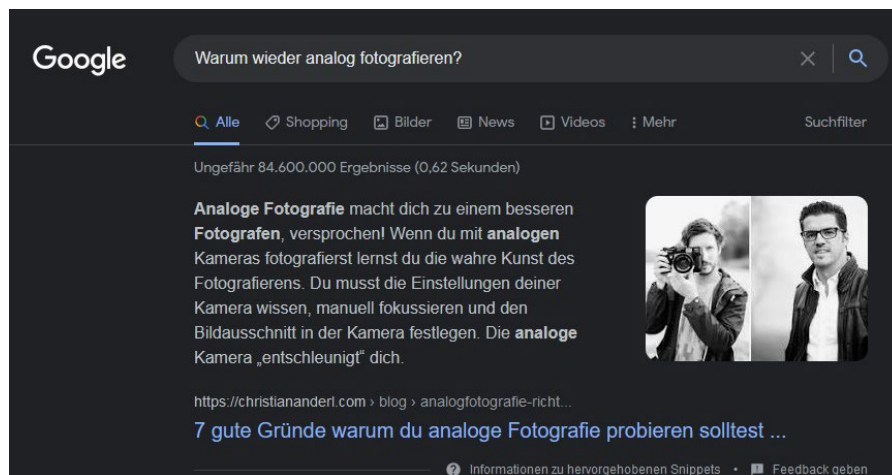 Google
Warum wieder analog fotografieren?
Alle Shopping Bilder News Videos Mehr Suchfilter
Ungefähr 84.600.000 Ergebnisse (0,62 Sekunden)
Analoge Fotografie macht dich zu einem besseren
Fotografen, versprochen! Wenn du mit analogen
Kameras fotografierst lernst du die wahre Kunst des
Fotografierens. Du musst die Einstellungen deiner
Kamera wissen, manuell fokussieren und den
Bildausschnitt in der Kamera festlegen. Die analoge
Kamera „entschleunigt" dich.
https://christiananderl.com › blog › analogfotografie-richt...
7 gute Gründe warum du analoge Fotografie probieren solltest ...
Informationen zu hervorgehobenen Snippets • Feedback geben